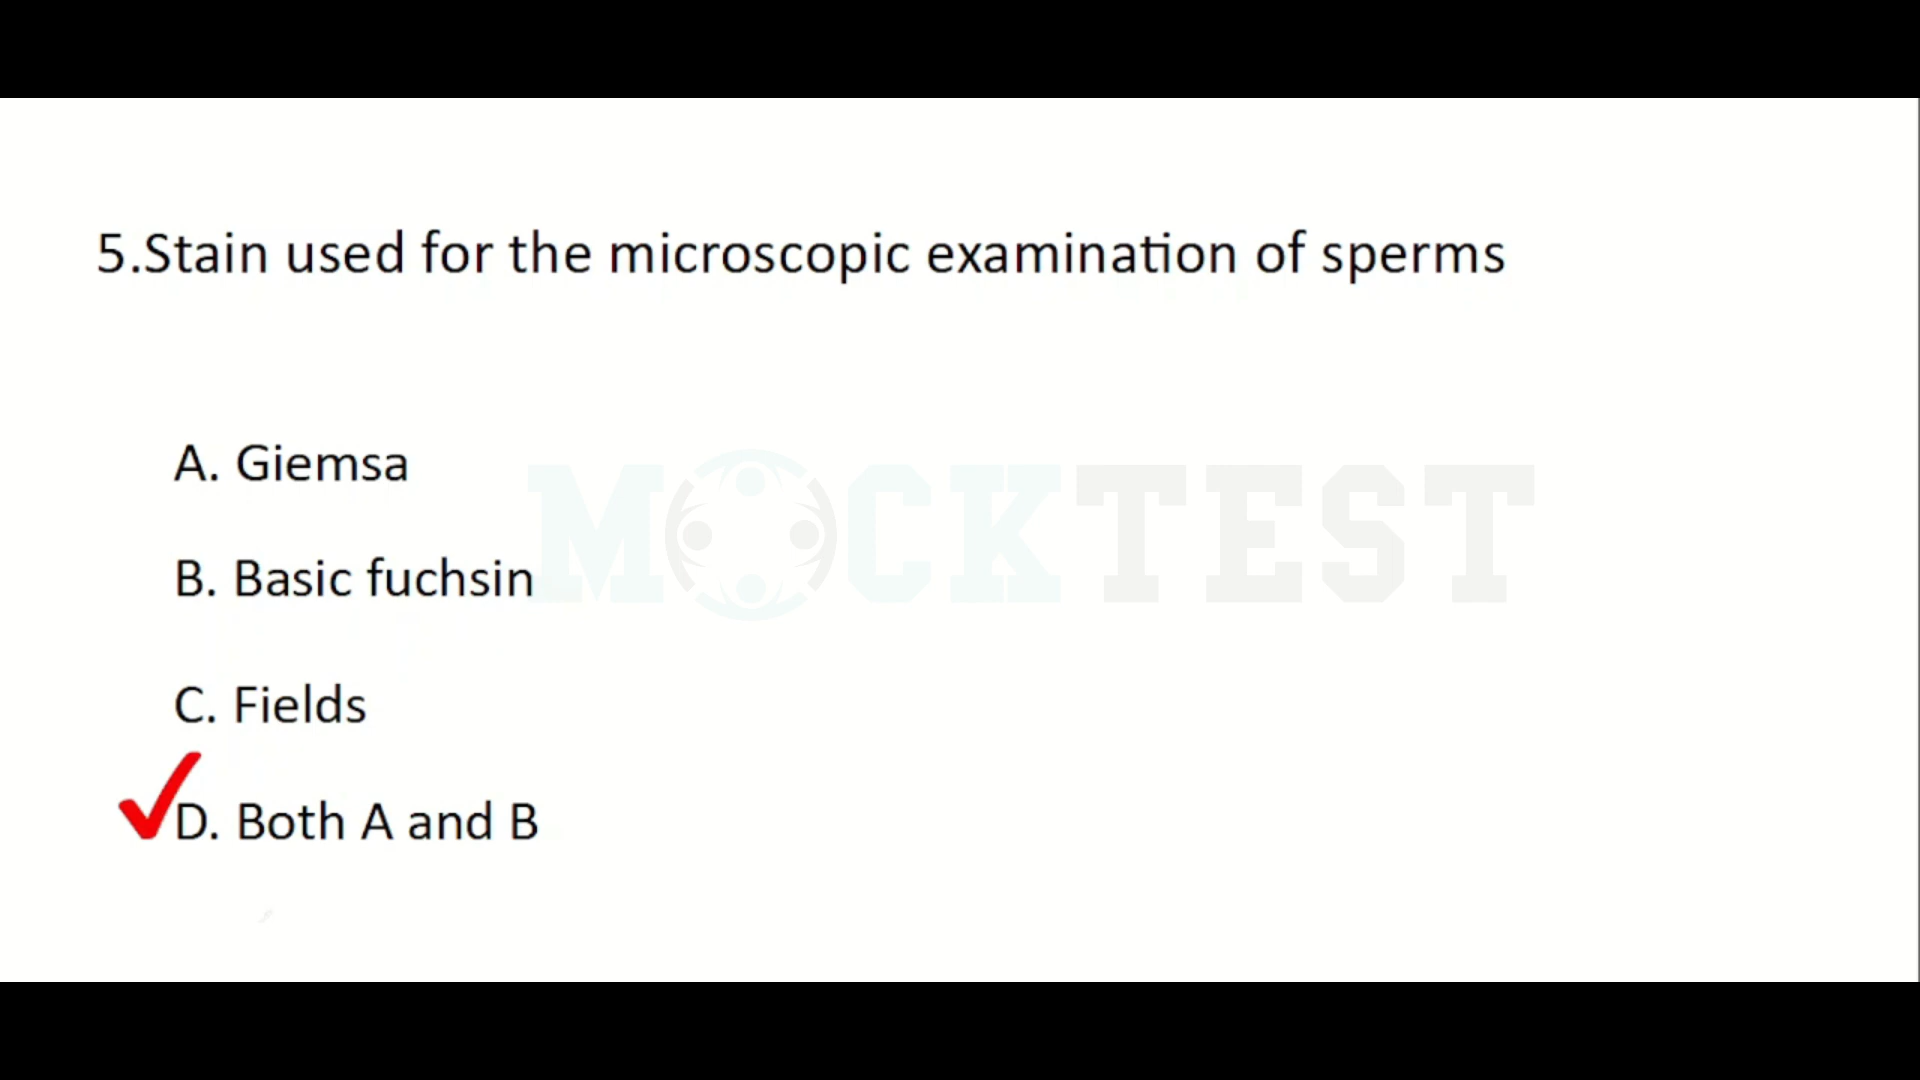 5.Stain used for the microscopic examination of sperms
A. Giemsa
MOCKTEST
B. Basic fuchsin
C. Fields
D. Both A and B